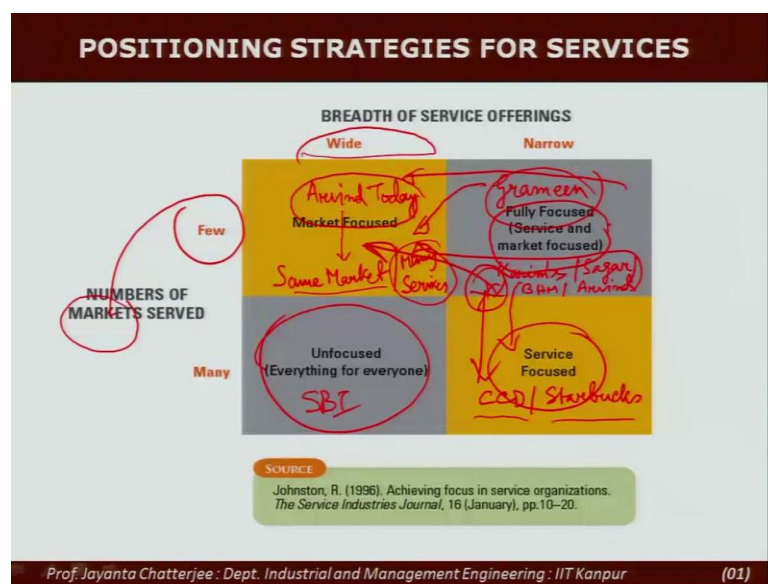 POSITIONING STRATEGIES FOR SERVICES
BREADTH OF SERVICE OFFERINGS
Wide
Narrow
Arvind Today
Grameen
Few
Market Focused
Fully Focused
(Service and
market focused)
Same Market
Many
Services
Karims / Sagar
/ BHM / Arvind
NUMBERS OF
MARKETS SERVED
Many
Unfocused
(Everything for everyone)
SBI
Service
Focused
CCD / Starbucks
SOURCE
Johnston, R. (1996). Achieving focus in service organizations.
The Service Industries Journal, 16 (January), pp.10–20.
Prof. Jayanta Chatterjee : Dept. Industrial and Management Engineering : IIT Kanpur
(01)